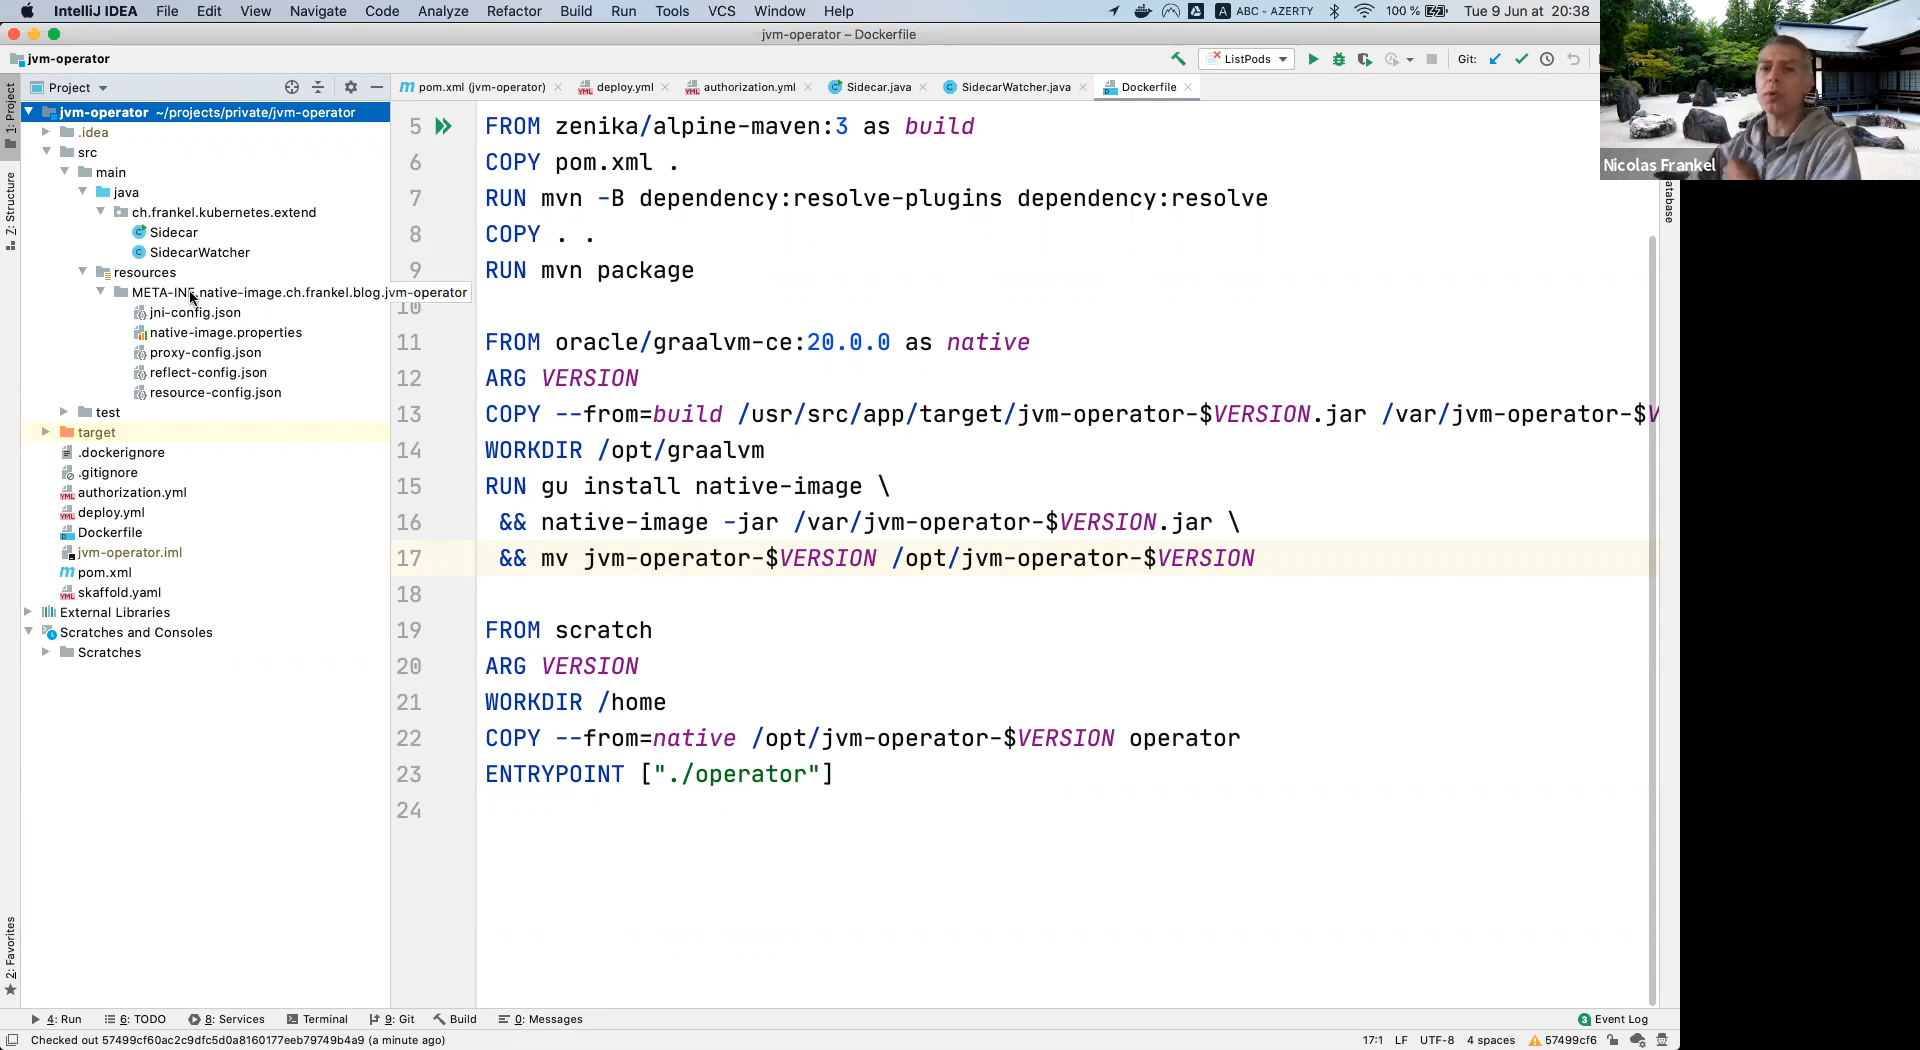 IntelliJ IDEA File Edit View Navigate Code Analyze Refactor Build Run Tools VCS Window Help A ABC - AZERTY 100 % Tue 9 Jun at 20:38
jvm-operator – Dockerfile
jvm-operator ListPods Git:
Project pom.xml (jvm-operator) deploy.yml authorization.yml Sidecar.java SidecarWatcher.java Dockerfile
1: Project
Z: Structure
2: Favorites
atabase
Nicolas Frankel
jvm-operator ~/projects/private/jvm-operator
.idea
src
main
java
ch.frankel.kubernetes.extend
Sidecar
SidecarWatcher
resources
META-INF.native-image.ch.frankel.blog.jvm-operator
jni-config.json
native-image.properties
proxy-config.json
reflect-config.json
resource-config.json
test
target
.dockerignore
.gitignore
authorization.yml
deploy.yml
Dockerfile
jvm-operator.iml
pom.xml
skaffold.yaml
External Libraries
Scratches and Consoles
Scratches
5 FROM zenika/alpine-maven:3 as build
6 COPY pom.xml .
7 RUN mvn -B dependency:resolve-plugins dependency:resolve
8 COPY . .
9 RUN mvn package
10
11 FROM oracle/graalvm-ce:20.0.0 as native
12 ARG VERSION
13 COPY --from=build /usr/src/app/target/jvm-operator-$VERSION.jar /var/jvm-operator-$V
14 WORKDIR /opt/graalvm
15 RUN gu install native-image \
16 && native-image -jar /var/jvm-operator-$VERSION.jar \
17 && mv jvm-operator-$VERSION /opt/jvm-operator-$VERSION
18
19 FROM scratch
20 ARG VERSION
21 WORKDIR /home
22 COPY --from=native /opt/jvm-operator-$VERSION operator
23 ENTRYPOINT ["./operator"]
24
4: Run 6: TODO 8: Services Terminal 9: Git Build 0: Messages 3 Event Log
Checked out 57499cf60ac2c9dfc5d0a8160177eeb79749b4a9 (a minute ago) 17:1 LF UTF-8 4 spaces 57499cf6